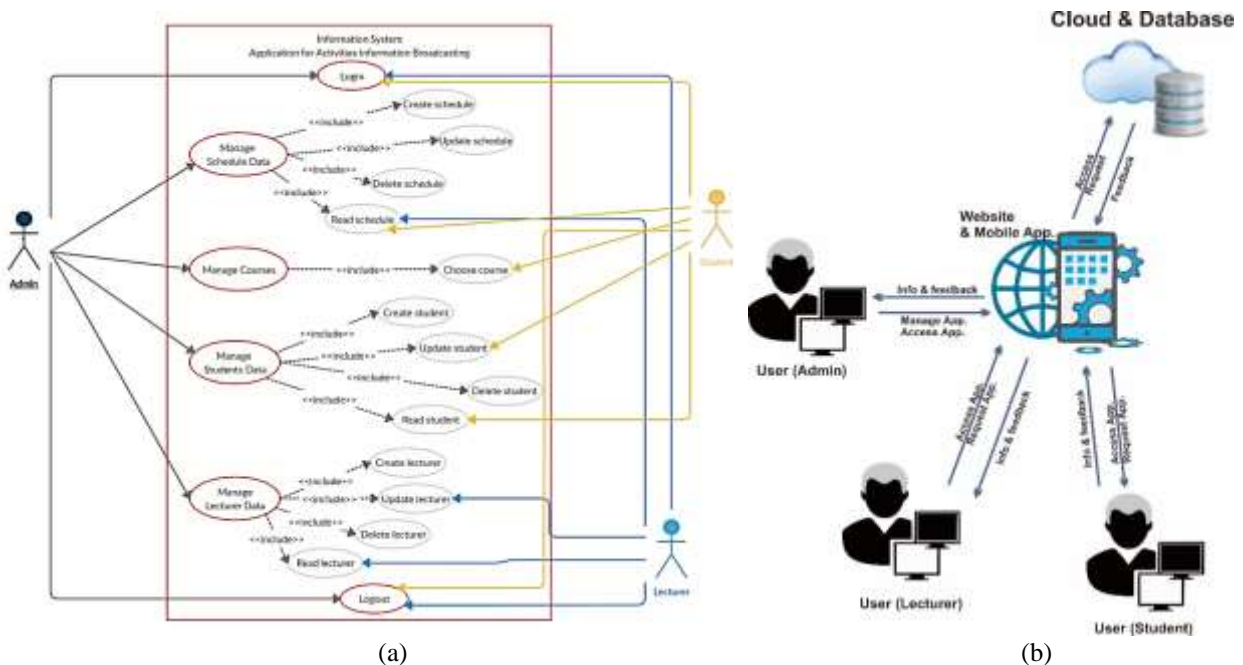 Information System
Application for Activities Information Broadcasting
Login
Create schedule
<<include>>
Update schedule
<<include>>
Manage
Schedule Data
<<include>>
Delete schedule
<<include>>
Read schedule
Admin
Student
Manage Courses
<<include>>
Choose course
Create student
<<include>>
Update student
<<include>>
Manage
Students Data
<<include>>
Delete student
<<include>>
Read student
Create lecturer
<<include>>
Manage
Lecturer Data
<<include>>
Update lecturer
<<include>>
Delete lecturer
<<include>>
Read lecturer
Lecturer
Logout
(a)
Cloud & Database
Access
Request
Feedback
Website
& Mobile App.
Info & feedback
Manage App.
Access App.
User (Admin)
Access App.
Request App.
Info & feedback
Info & feedback
Access App.
Request App.
User (Lecturer)
User (Student)
(b)